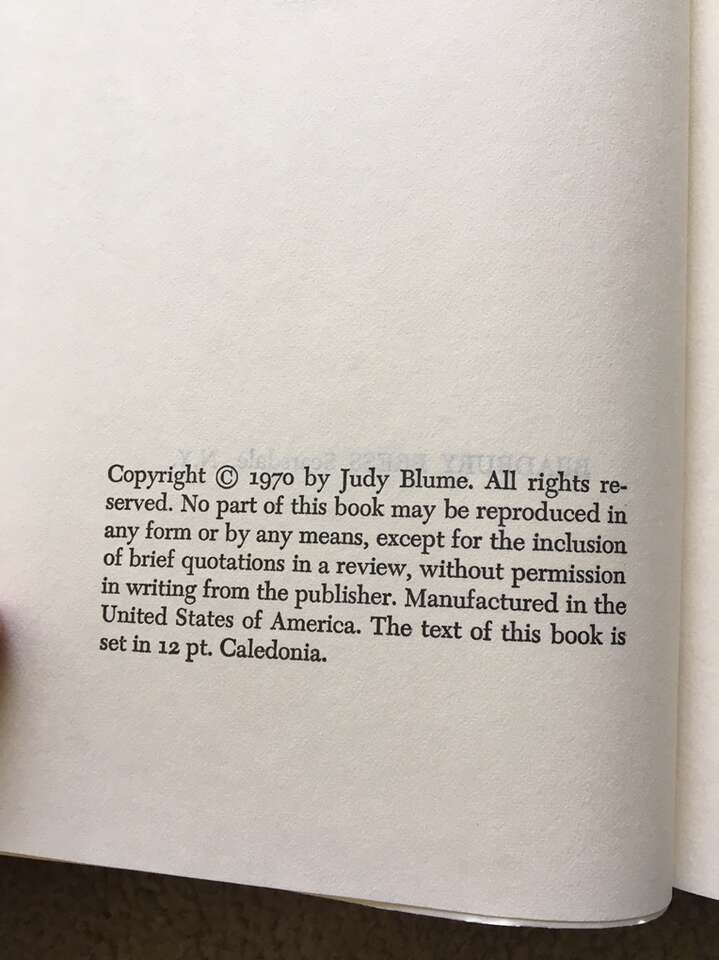 BRADBURY PRESS Scarsdale, N.Y.
Copyright © 1970 by Judy Blume. All rights re-
served. No part of this book may be reproduced in
any form or by any means, except for the inclusion
of brief quotations in a review, without permission
in writing from the publisher. Manufactured in the
United States of America. The text of this book is
set in 12 pt. Caledonia.